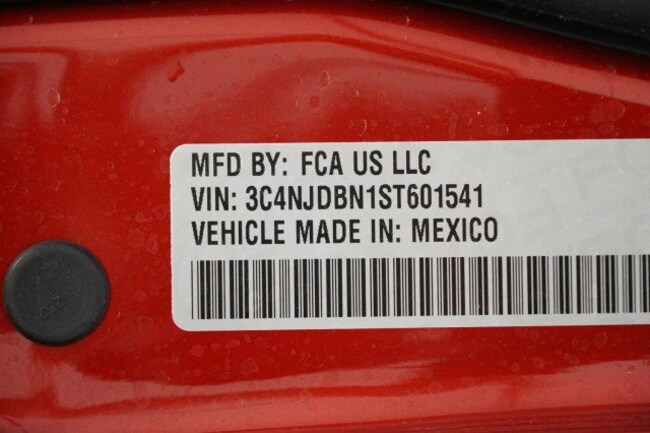 MFD BY: FCA US LLC
VIN: 3C4NJDBN1ST601541
VEHICLE MADE IN: MEXICO